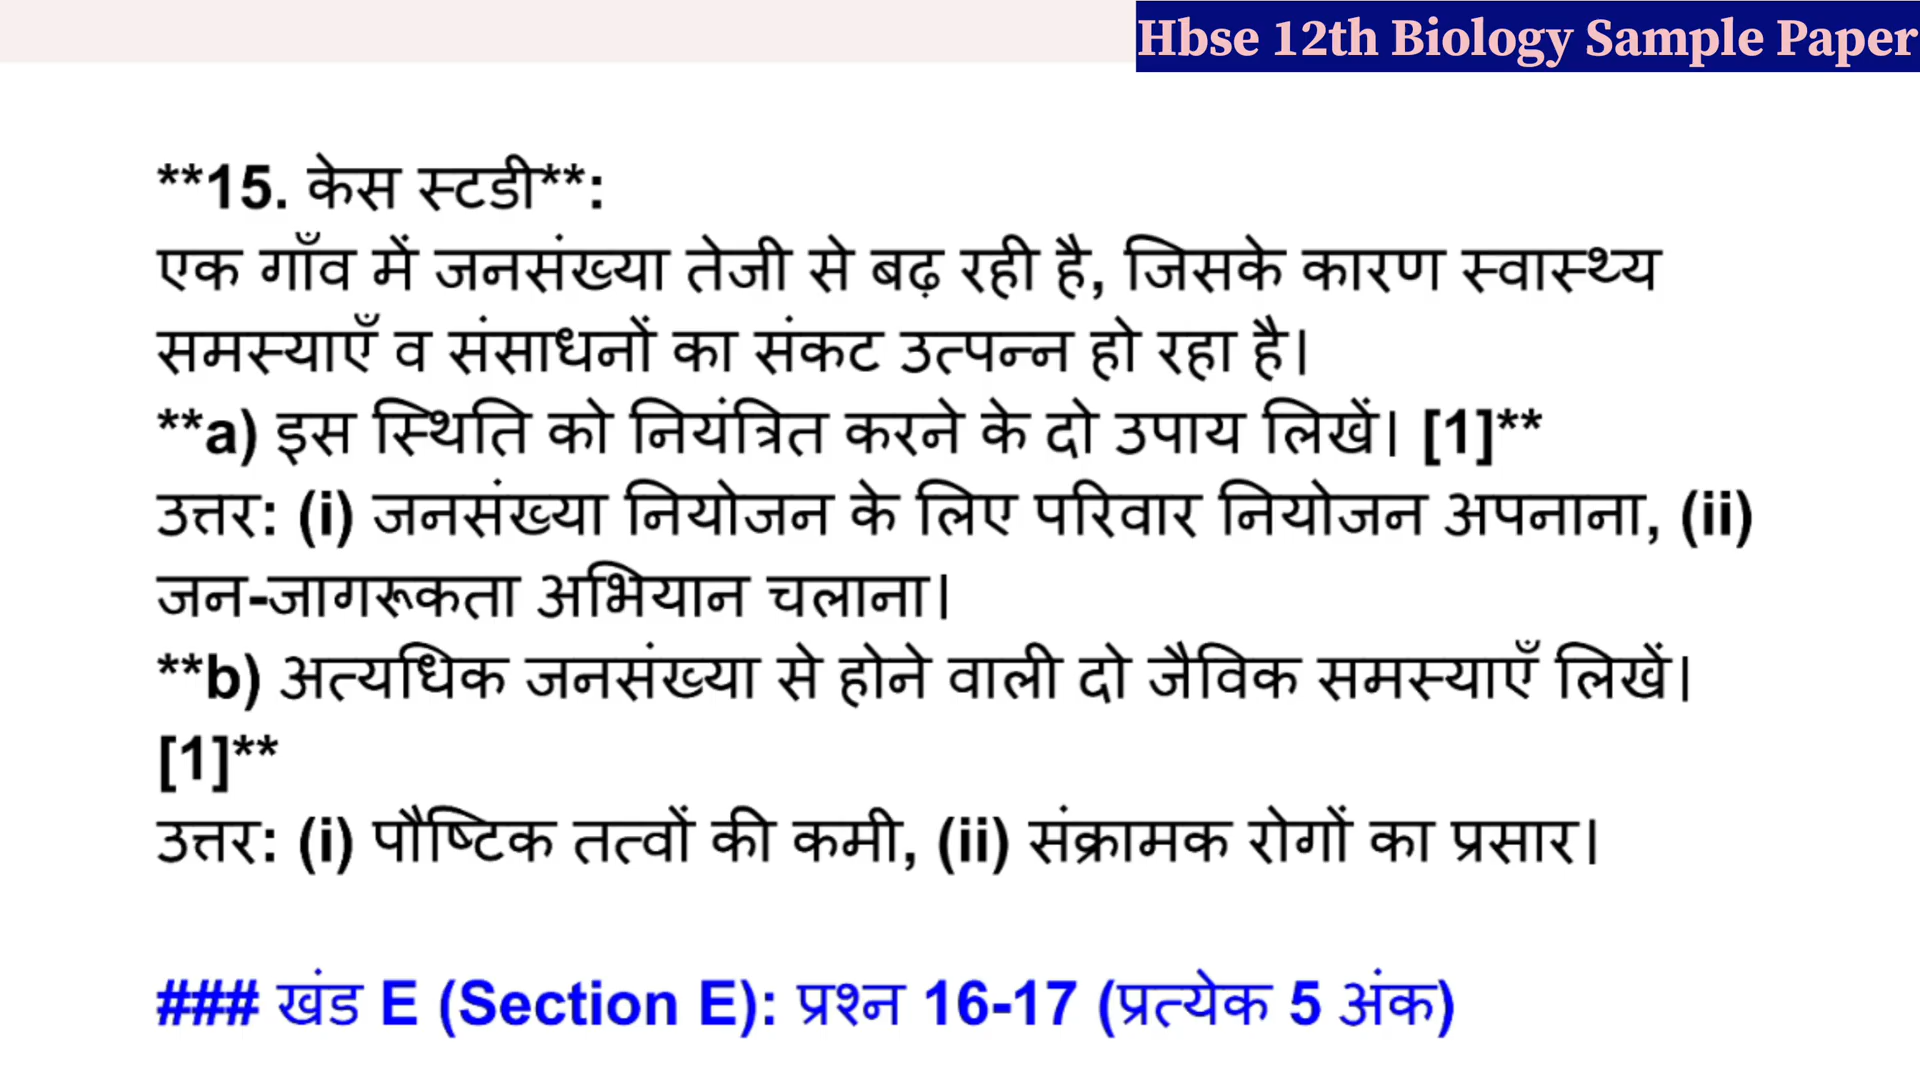 Hbse 12th Biology Sample Paper
**15. केस स्टडी**:
एक गाँव में जनसंख्या तेजी से बढ़ रही है, जिसके कारण स्वास्थ्य
समस्याएँ व संसाधनों का संकट उत्पन्न हो रहा है।
**a) इस स्थिति को नियंत्रित करने के दो उपाय लिखें। [1]**
उत्तर: (i) जनसंख्या नियोजन के लिए परिवार नियोजन अपनाना, (ii)
जन-जागरूकता अभियान चलाना।
**b) अत्यधिक जनसंख्या से होने वाली दो जैविक समस्याएँ लिखें।
[1]**
उत्तर: (i) पौष्टिक तत्वों की कमी, (ii) संक्रामक रोगों का प्रसार।
### खंड E (Section E): प्रश्न 16-17 (प्रत्येक 5 अंक)